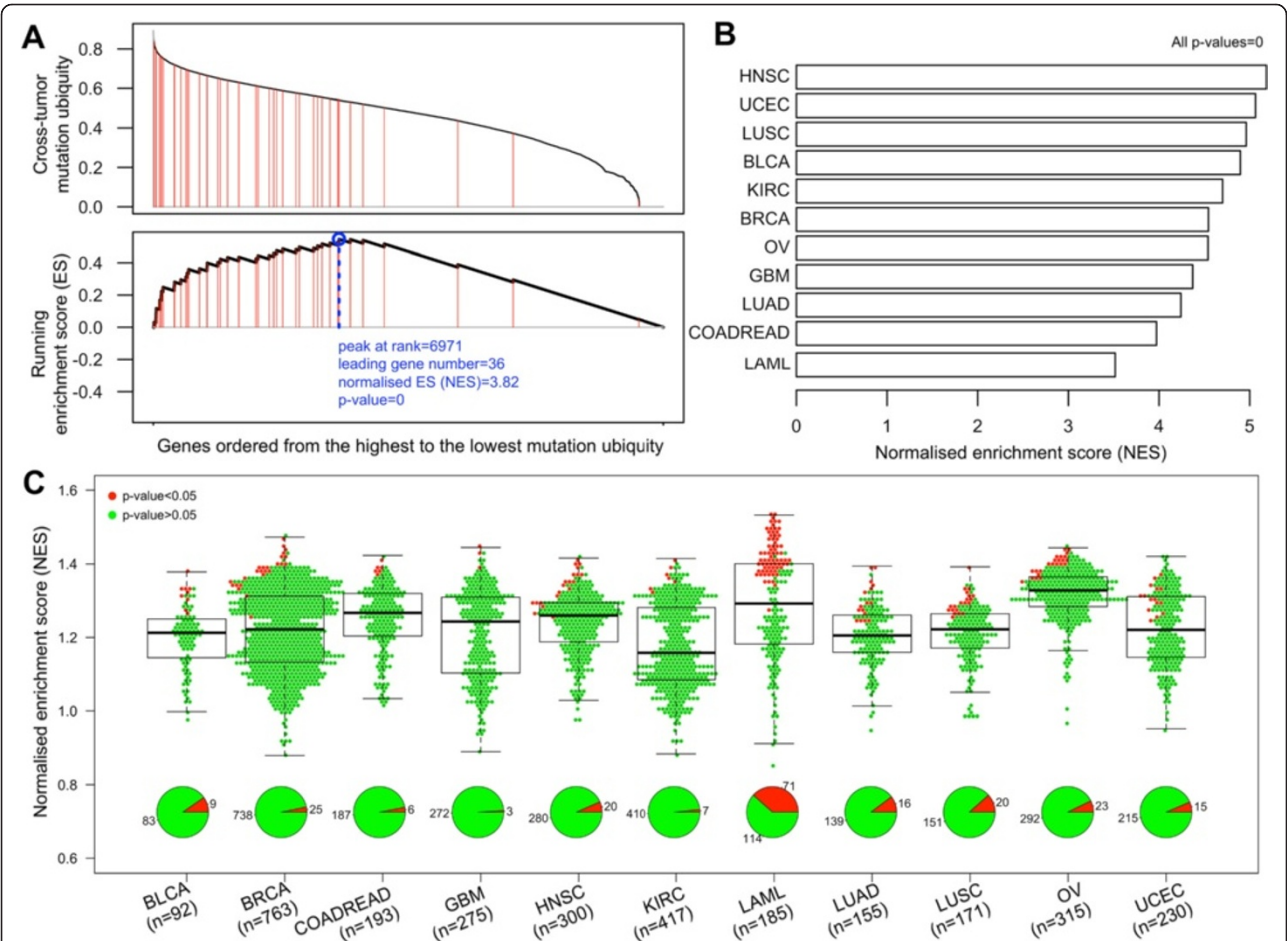 A
Cross-tumor
mutation ubiquity
0.8
0.6
0.4
0.2
0.0
Running
enrichment score (ES)
0.4
0.2
0.0
-0.2
-0.4
peak at rank=6971
leading gene number=36
normalised ES (NES)=3.82
p-value=0
Genes ordered from the highest to the lowest mutation ubiquity
B
All p-values=0
HNSC
UCEC
LUSC
BLCA
KIRC
BRCA
OV
GBM
LUAD
COADREAD
LAML
0 1 2 3 4 5
Normalised enrichment score (NES)
C
Normalised enrichment score (NES)
1.6
1.4
1.2
1.0
0.8
0.6
p-value<0.05
p-value>0.05
83 9
738 25
187 6
272 3
280 20
410 7
114 71
139 16
151 20
292 23
215 15
BLCA
(n=92)
BRCA
(n=763)
COADREAD
(n=193)
GBM
(n=275)
HNSC
(n=300)
KIRC
(n=417)
LAML
(n=185)
LUAD
(n=155)
LUSC
(n=171)
OV
(n=315)
UCEC
(n=230)